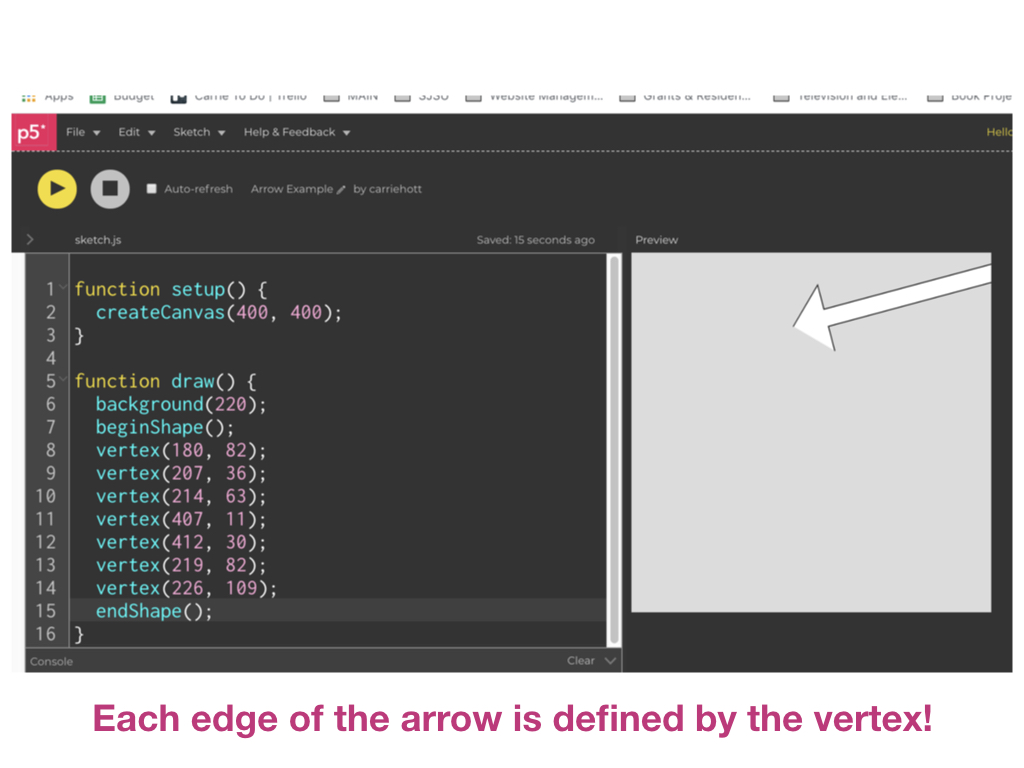 Apps Budget Carrie To Do | Trello MAIN SJSU Website Managem... Grants & Residen... Television and Ele... Book Proje
p5* File Edit Sketch Help & Feedback Hello
Auto-refresh Arrow Example by carriehott
sketch.js Saved: 15 seconds ago Preview
1 function setup() {
2 createCanvas(400, 400);
3 }
4
5 function draw() {
6 background(220);
7 beginShape();
8 vertex(180, 82);
9 vertex(207, 36);
10 vertex(214, 63);
11 vertex(407, 11);
12 vertex(412, 30);
13 vertex(219, 82);
14 vertex(226, 109);
15 endShape();
16 }
Console Clear
Each edge of the arrow is defined by the vertex!